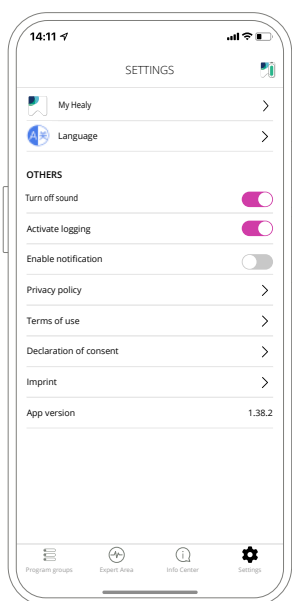 14:11
SETTINGS
My Healy
Language
OTHERS
Turn off sound
Activate logging
Enable notification
Privacy policy
Terms of use
Declaration of consent
Imprint
App version 1.38.2
Program groups Expert Area Info Center Settings